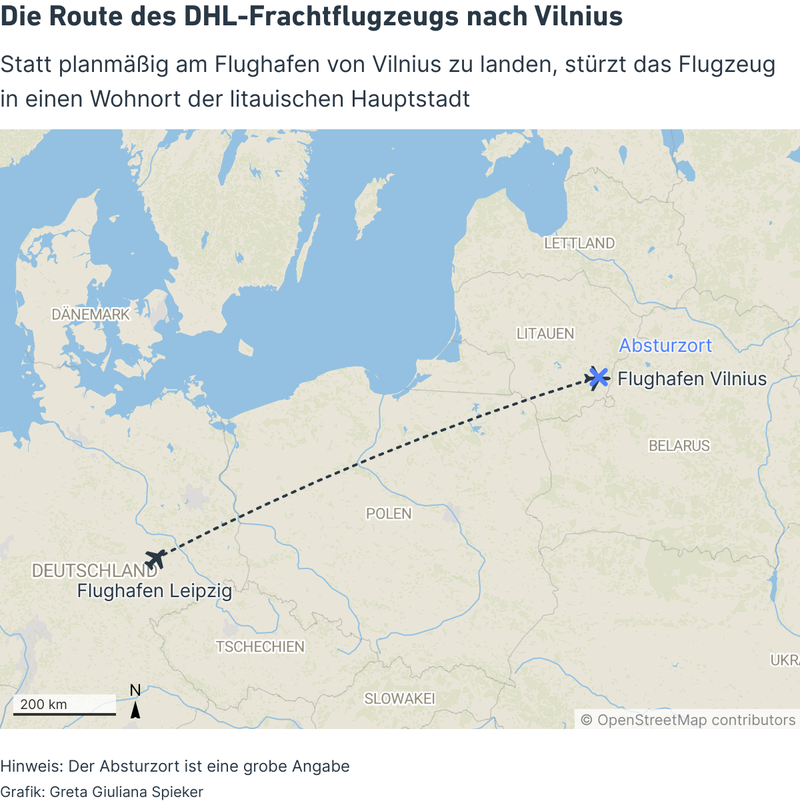 Die Route des DHL-Frachtflugzeugs nach Vilnius
Statt planmäßig am Flughafen von Vilnius zu landen, stürzt das Flugzeug
in einen Wohnort der litauischen Hauptstadt
LETTLAND
DÄNEMARK
LITAUEN
Absturzort
Flughafen Vilnius
BELARUS
POLEN
DEUTSCHLAND
Flughafen Leipzig
TSCHECHIEN
UKRA
SLOWAKEI
N
200 km
© OpenStreetMap contributors
Hinweis: Der Absturzort ist eine grobe Angabe
Grafik: Greta Giuliana Spieker